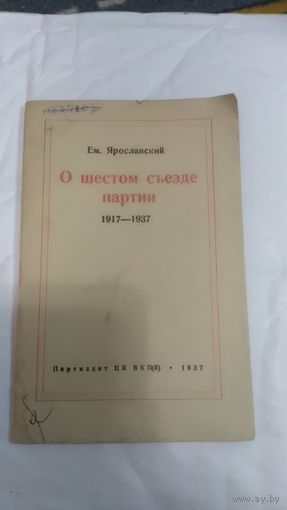 Ем. Ярославский
О шестом съезде
партии
1917—1937
Партиздат ЦК ВКП(б) • 1937
www.ay.by